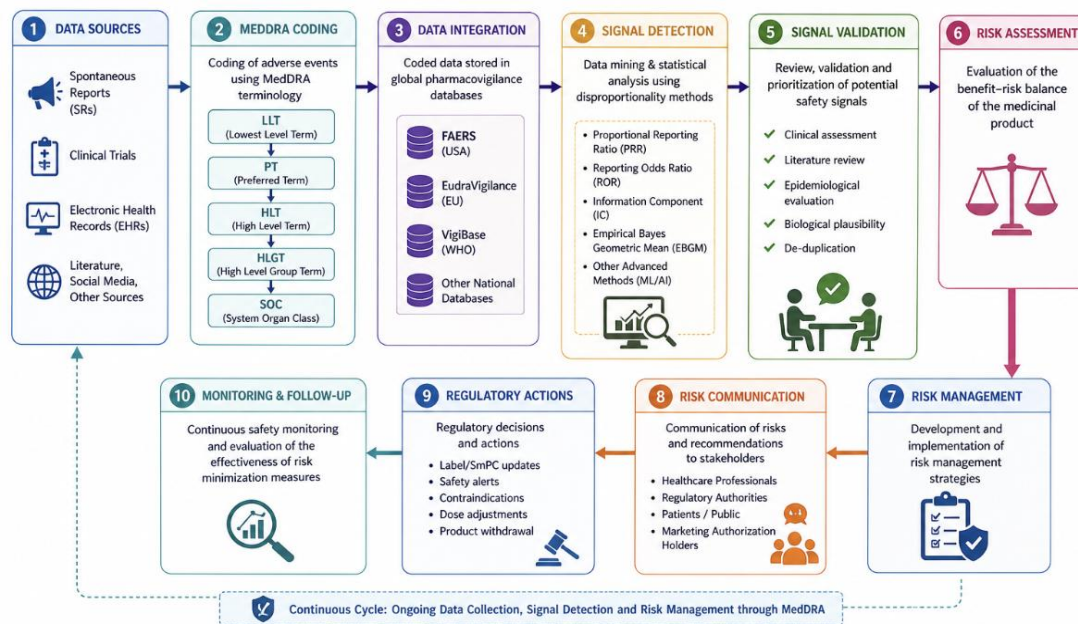 1 DATA SOURCES
Spontaneous
Reports
(SRs)
Clinical Trials
Electronic Health
Records (EHRs)
Literature,
Social Media,
Other Sources
2 MEDDRA CODING
Coding of adverse events
using MedDRA
terminology
LLT
(Lowest Level Term)
PT
(Preferred Term)
HLT
(High Level Term)
HLGT
(High Level Group Term)
SOC
(System Organ Class)
3 DATA INTEGRATION
Coded data stored in
global pharmacovigilance
databases
FAERS
(USA)
EudraVigilance
(EU)
VigiBase
(WHO)
Other National
Databases
4 SIGNAL DETECTION
Data mining & statistical
analysis using
disproportionality methods
• Proportional Reporting
Ratio (PRR)
• Reporting Odds Ratio
(ROR)
• Information Component
(IC)
• Empirical Bayes
Geometric Mean (EBGM)
• Other Advanced
Methods (ML/AI)
5 SIGNAL VALIDATION
Review, validation and
prioritization of potential
safety signals
✓ Clinical assessment
✓ Literature review
✓ Epidemiological
evaluation
✓ Biological plausibility
✓ De-duplication
6 RISK ASSESSMENT
Evaluation of the
benefit–risk balance
of the medicinal
product
7 RISK MANAGEMENT
Development and
implementation of
risk management
strategies
8 RISK COMMUNICATION
Communication of risks
and recommendations
to stakeholders
• Healthcare Professionals
• Regulatory Authorities
• Patients / Public
• Marketing Authorization
Holders
9 REGULATORY ACTIONS
Regulatory decisions
and actions
• Label/SmPC updates
• Safety alerts
• Contraindications
• Dose adjustments
• Product withdrawal
10 MONITORING & FOLLOW-UP
Continuous safety monitoring
and evaluation of the
effectiveness of risk
minimization measures
Continuous Cycle: Ongoing Data Collection, Signal Detection and Risk Management through MedDRA